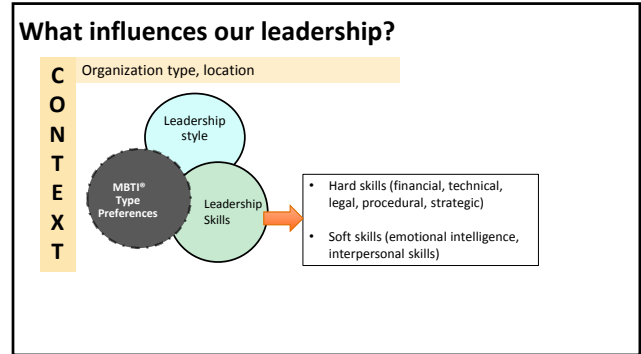 What influences our leadership?
C
O
N
T
E
X
T
Organization type, location
Leadership
style
MBTI®
Type
Preferences
Leadership
Skills
• Hard skills (financial, technical,
legal, procedural, strategic)
• Soft skills (emotional intelligence,
interpersonal skills)